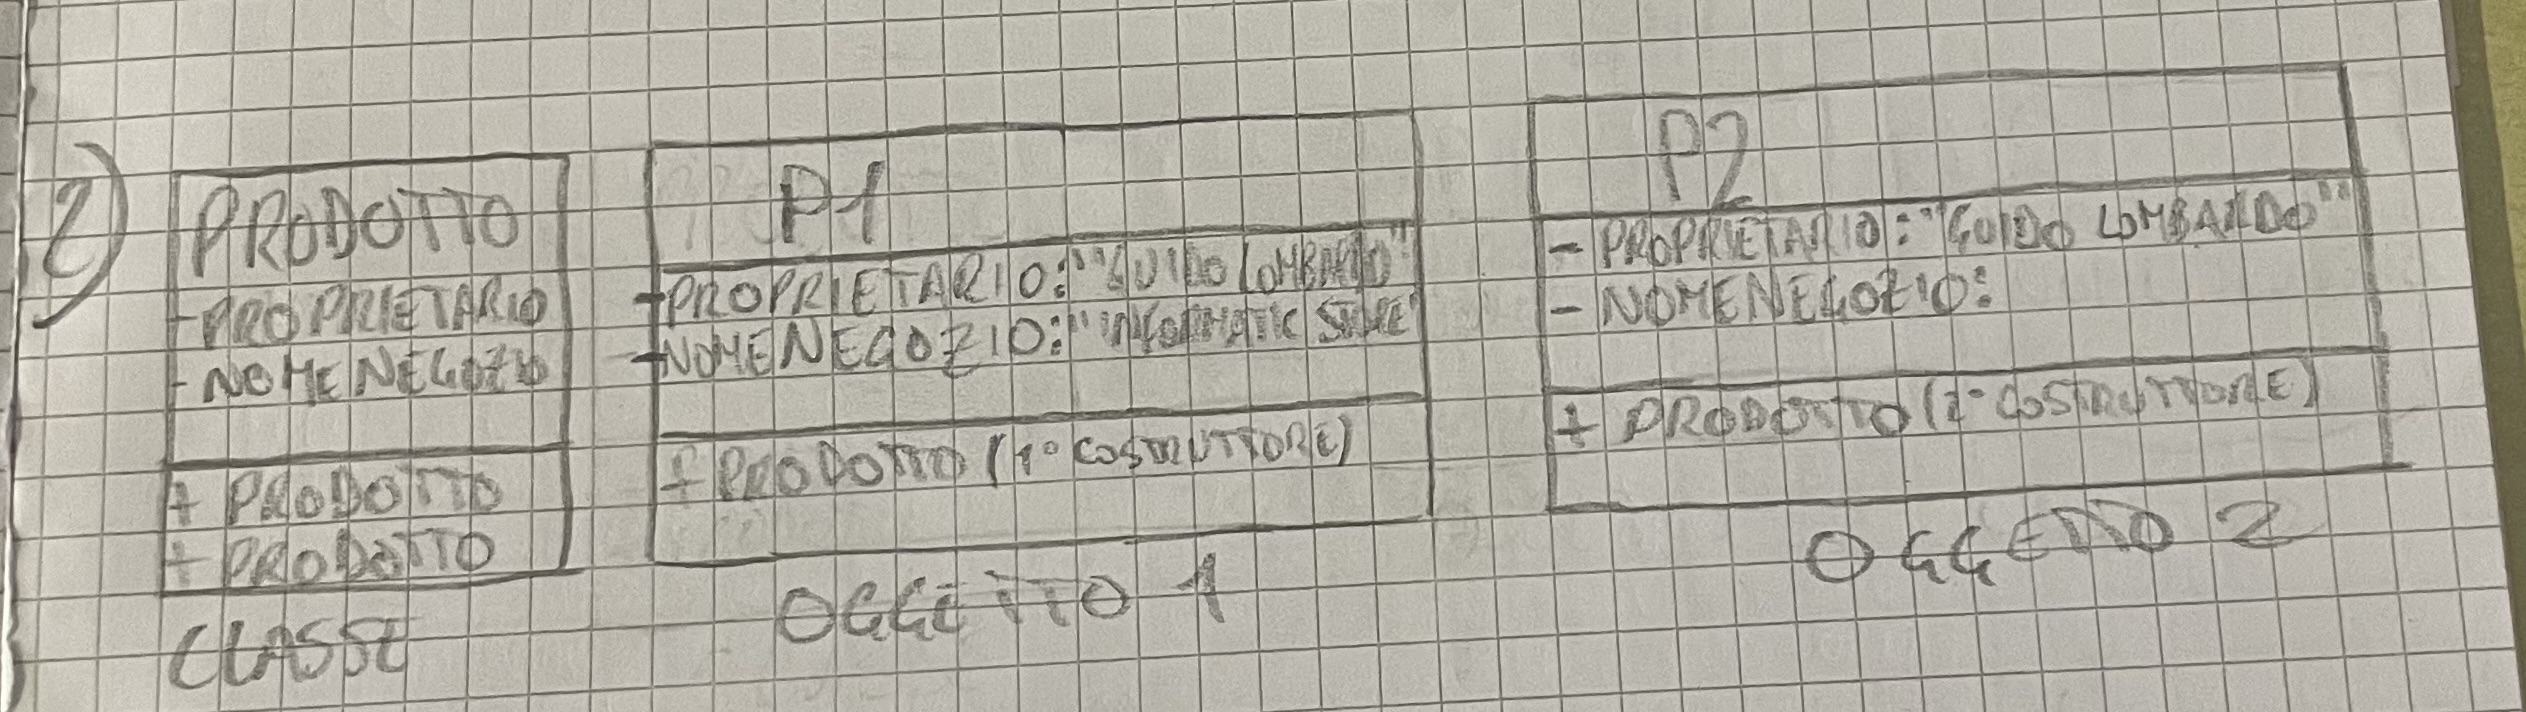 2)
PRODOTTO
- PROPRIETARIO
- NOMENEGOZIO
+ PRODOTTO
+ PRODOTTO
CLASSE
P1
- PROPRIETARIO: "GUIDO LOMBARDO"
- NOMENEGOZIO: "INFORMATIC STORE"
+ PRODOTTO (1° COSTRUTTORE)
OGGETTO 1
P2
- PROPRIETARIO: "GUIDO LOMBARDO"
- NOMENEGOZIO:
+ PRODOTTO (2° COSTRUTTORE)
OGGETTO 2